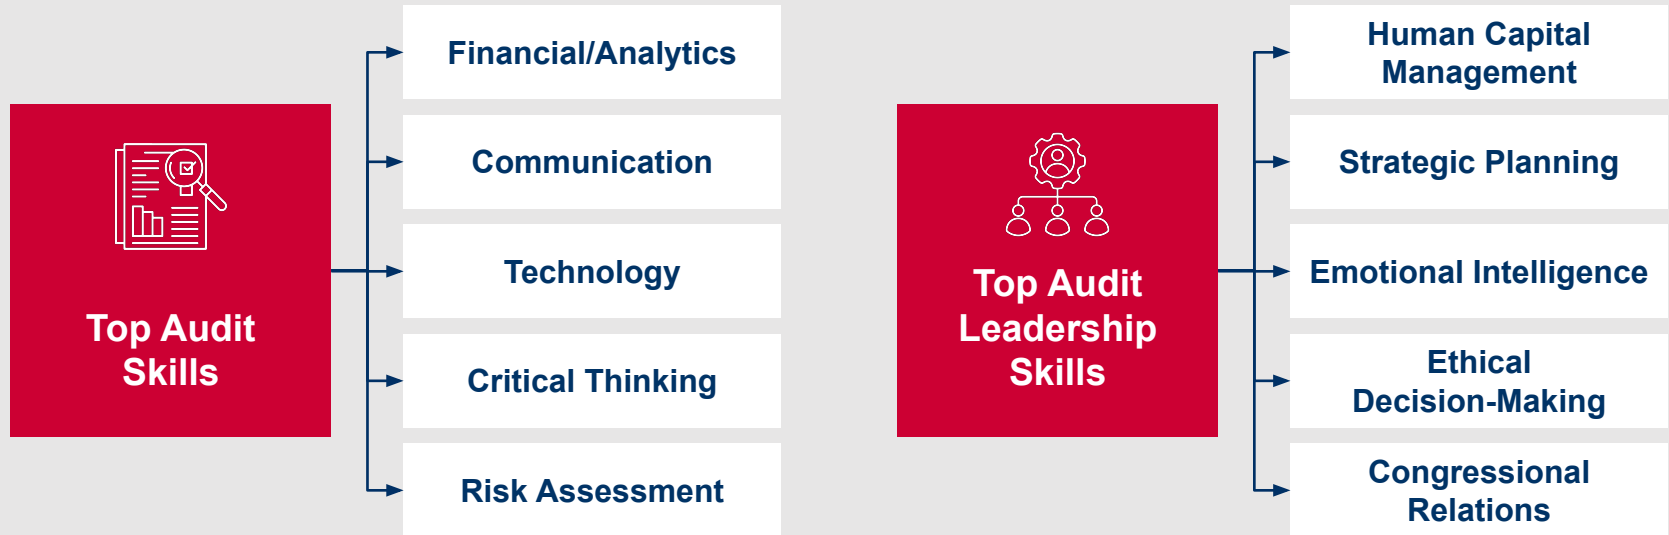 Top Audit
Skills
Financial/Analytics
Communication
Technology
Critical Thinking
Risk Assessment
Top Audit
Leadership
Skills
Human Capital
Management
Strategic Planning
Emotional Intelligence
Ethical
Decision-Making
Congressional
Relations